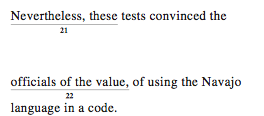 Nevertheless, these tests convinced the
21
officials of the value, of using the Navajo
22
language in a code.